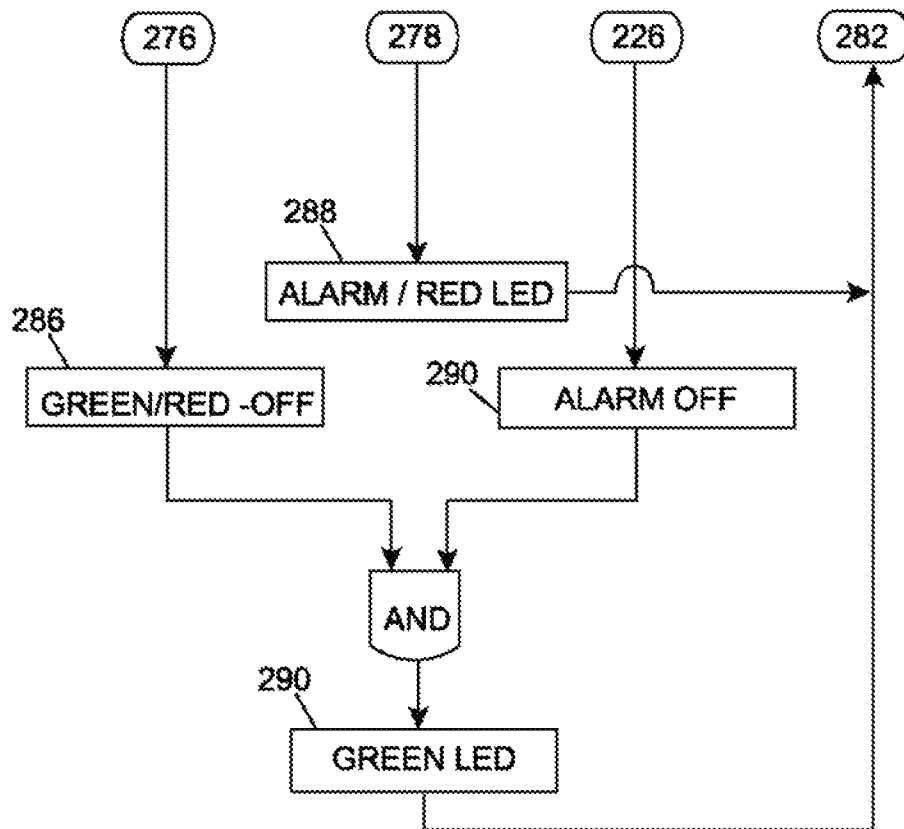 276 278 226 282
288
ALARM / RED LED
286
GREEN/RED -OFF
290
ALARM OFF
AND
290
GREEN LED